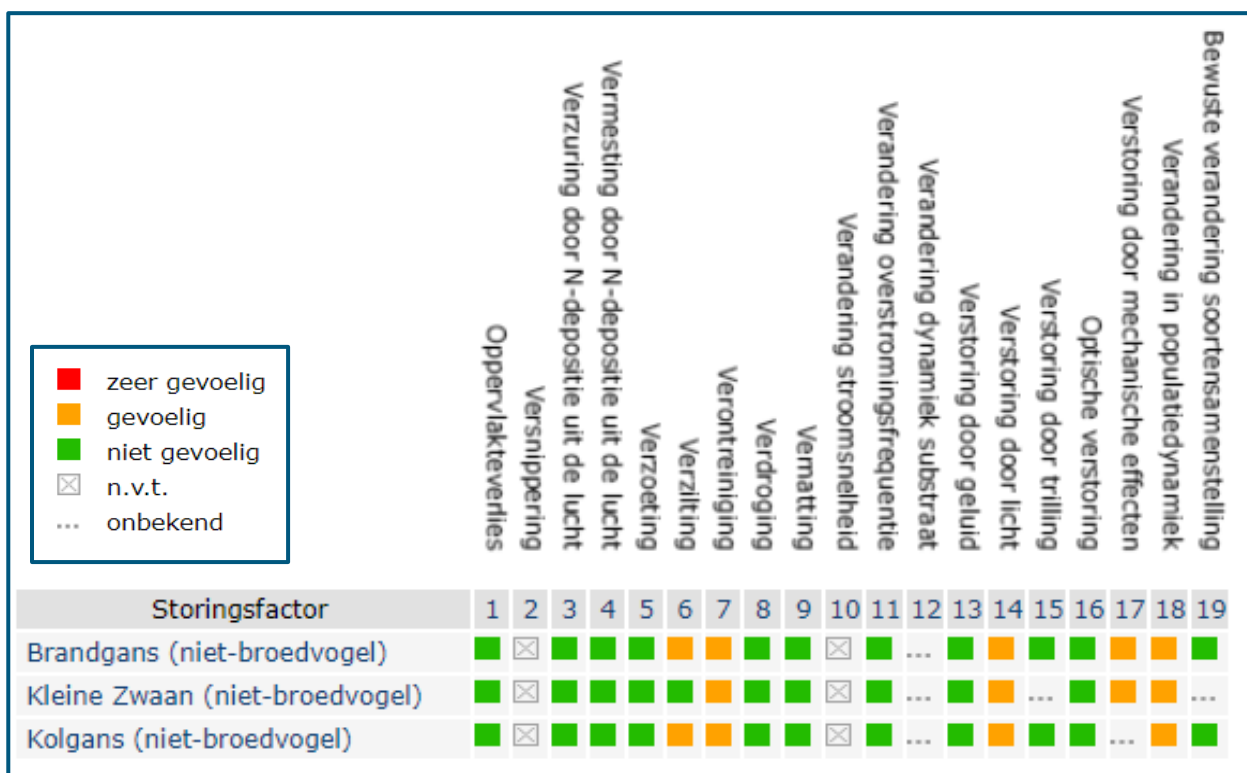 Oppervlakteverlies
Versnippering
Verzuring door N-depositie uit de lucht
Vermesting door N-depositie uit de lucht
Verzoeting
Verzilting
Verontreiniging
Verdroging
Vernatting
Verandering stroomsnelheid
Verandering overstromingsfrequentie
Verandering dynamiek substraat
Verstoring door geluid
Verstoring door licht
Verstoring door trilling
Optische verstoring
Verstoring door mechanische effecten
Verandering in populatiedynamiek
Bewuste verandering soortensamenstelling
zeer gevoelig
gevoelig
niet gevoelig
n.v.t.
... onbekend
Storingsfactor 1 2 3 4 5 6 7 8 9 10 11 12 13 14 15 16 17 18 19
Brandgans (niet-broedvogel) ...
Kleine Zwaan (niet-broedvogel) ... ... ...
Kolgans (niet-broedvogel) ... ...